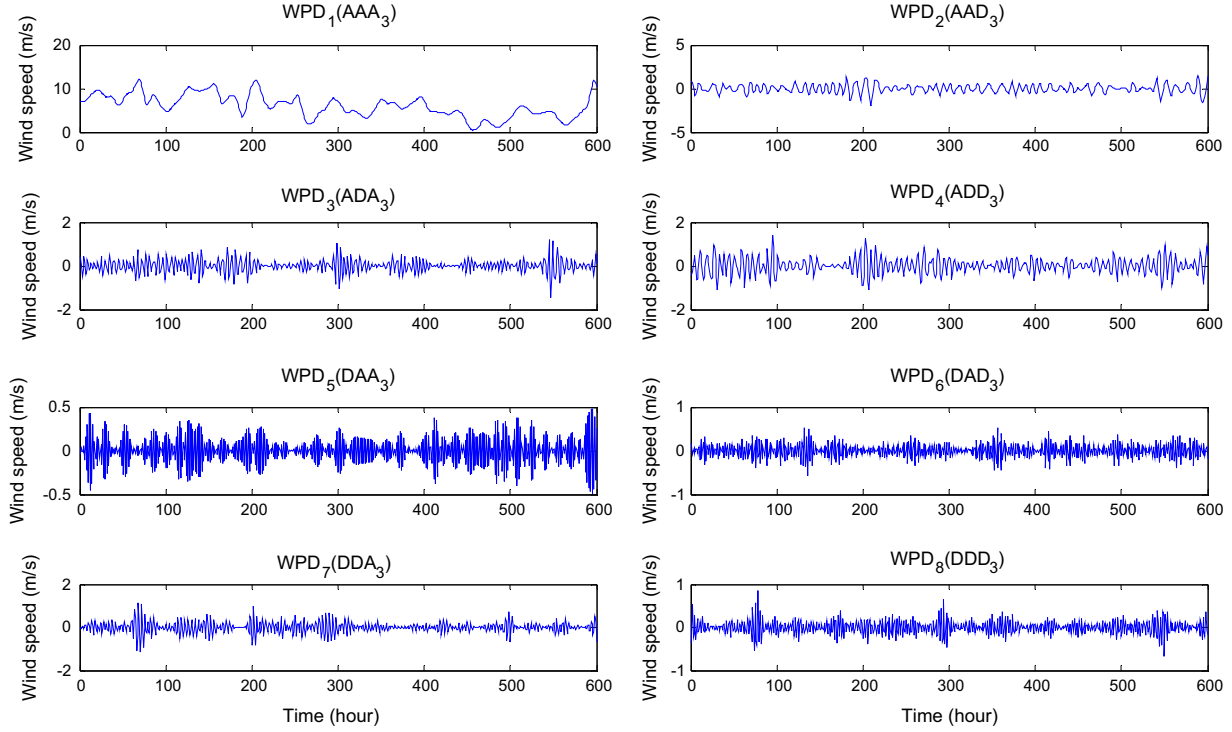 WPD1(AAA3)
WPD2(AAD3)
Wind speed (m/s)
20
10
0
0 100 200 300 400 500 600
Wind speed (m/s)
5
0
-5
0 100 200 300 400 500 600
WPD3(ADA3)
WPD4(ADD3)
Wind speeed (m/s)
2
0
-2
0 100 200 300 400 500 600
Wind speed (m/s)
2
0
-2
0 100 200 300 400 500 600
WPD5(DAA3)
WPD6(DAD3)
Wind speed (m/s)
0.5
0
-0.5
0 100 200 300 400 500 600
Wind speed (m/s)
1
0
-1
0 100 200 300 400 500 600
WPD7(DDA3)
WPD8(DDD3)
Wind speed (m/s)
2
0
-2
0 100 200 300 400 500 600
Time (hour)
Wind speed (m/s)
1
0
-1
0 100 200 300 400 500 600
Time (hour)